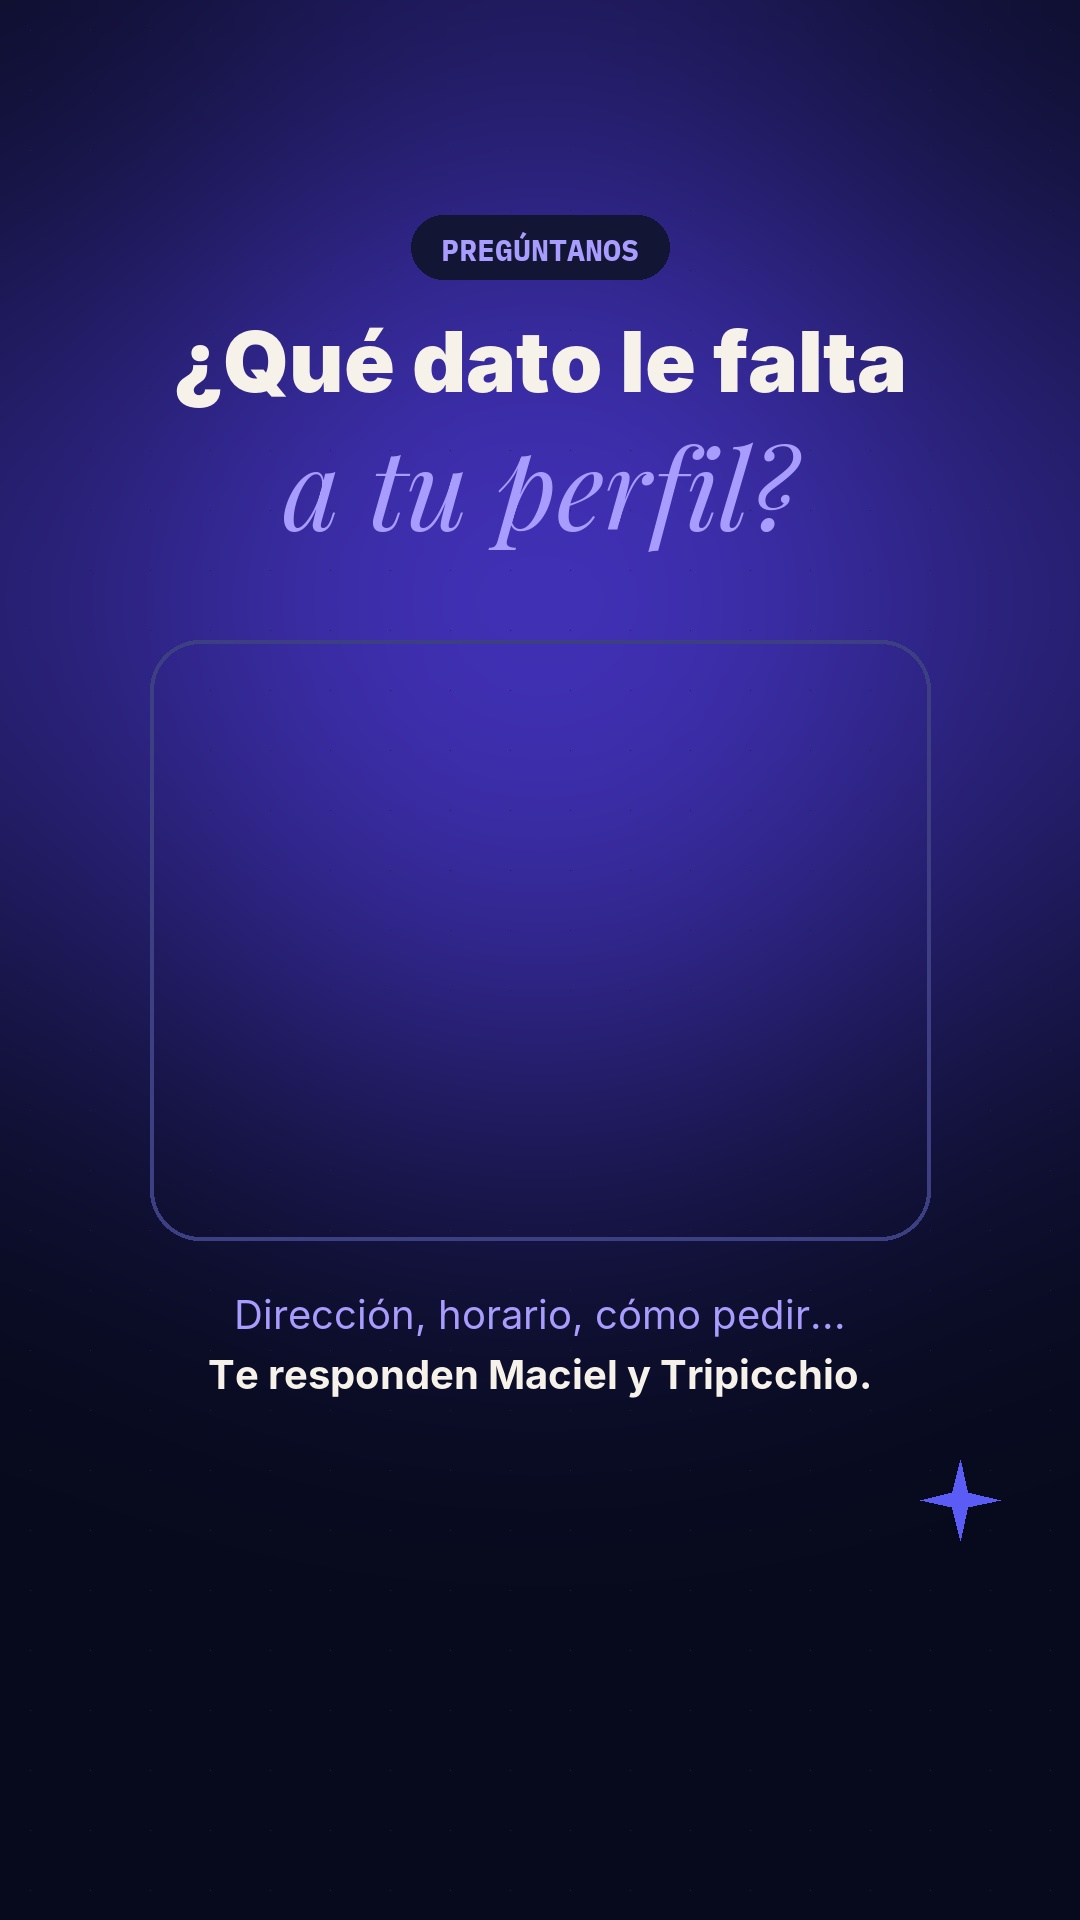 PREGÚNTANOS
¿Qué dato le falta
a tu perfil?
Dirección, horario, cómo pedir...
Te responden Maciel y Tripicchio.